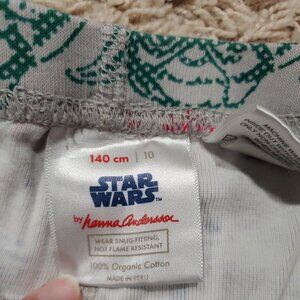 140 cm | 10
STAR
WARS
by hanna Andersson
WEAR SNUG-FITTING,
NOT FLAME RESISTANT
100% Organic Cotton
MADE IN PERU